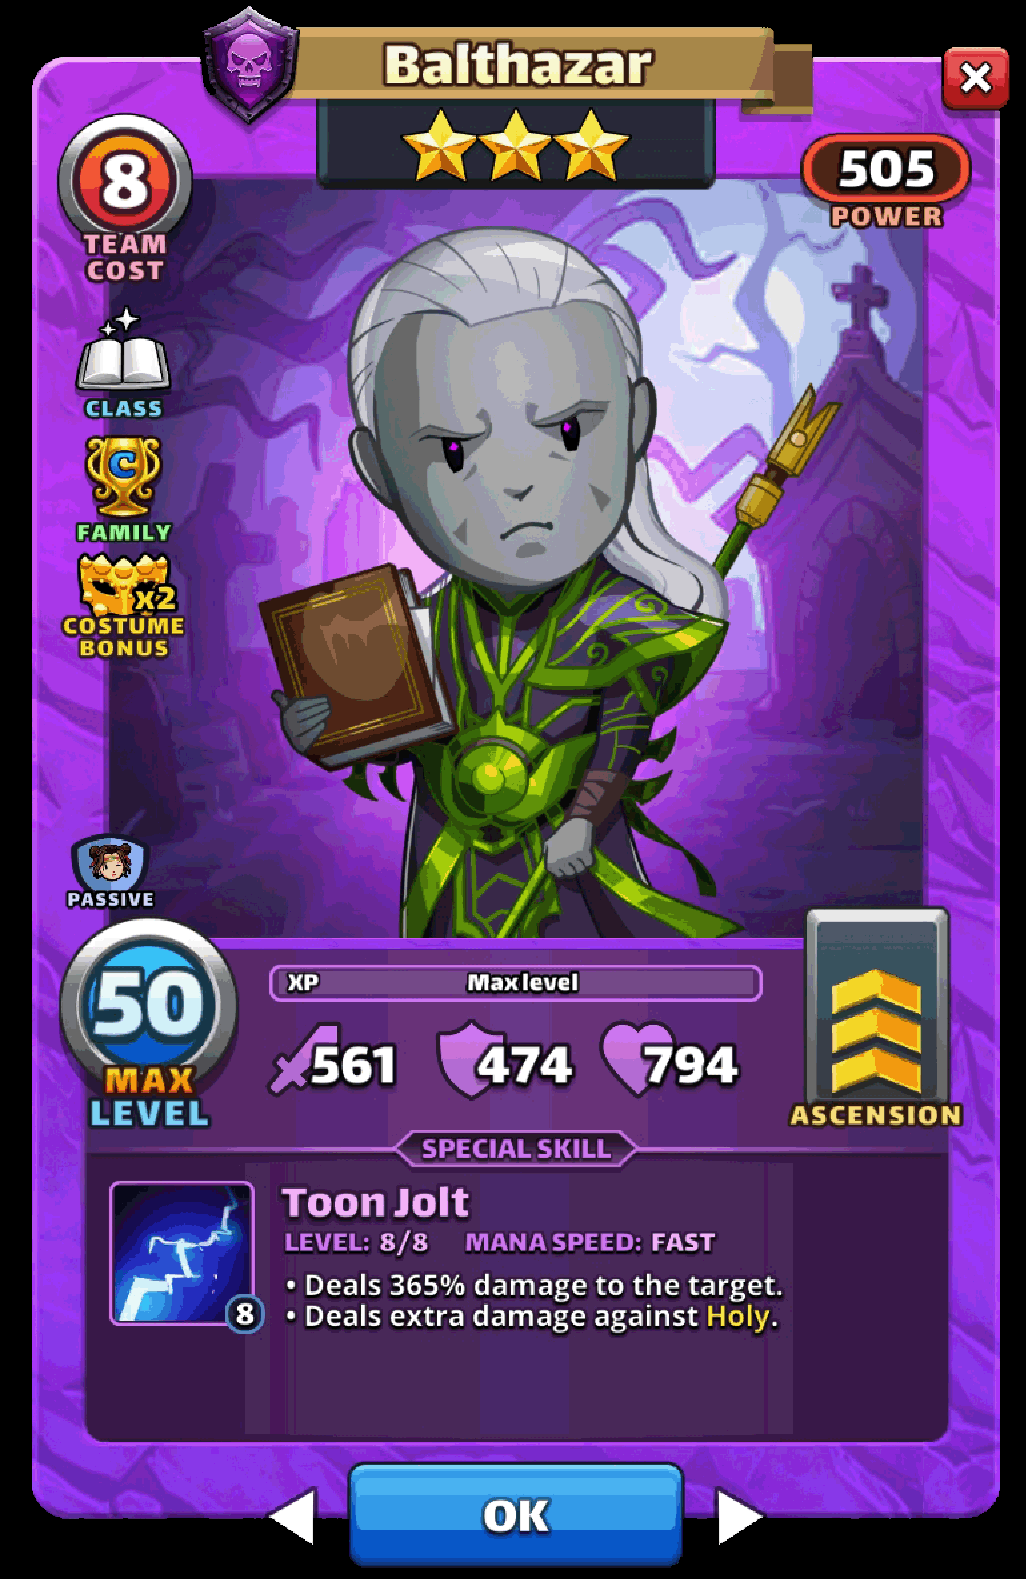 Balthazar
8
TEAM
COST
505
POWER
CLASS
C
FAMILY
x2
COSTUME
BONUS
PASSIVE
50
MAX
LEVEL
XP Max level
561 474 794
ASCENSION
SPECIAL SKILL
Toon Jolt
LEVEL: 8/8 MANA SPEED: FAST
• Deals 365% damage to the target.
• Deals extra damage against Holy.
8
OK